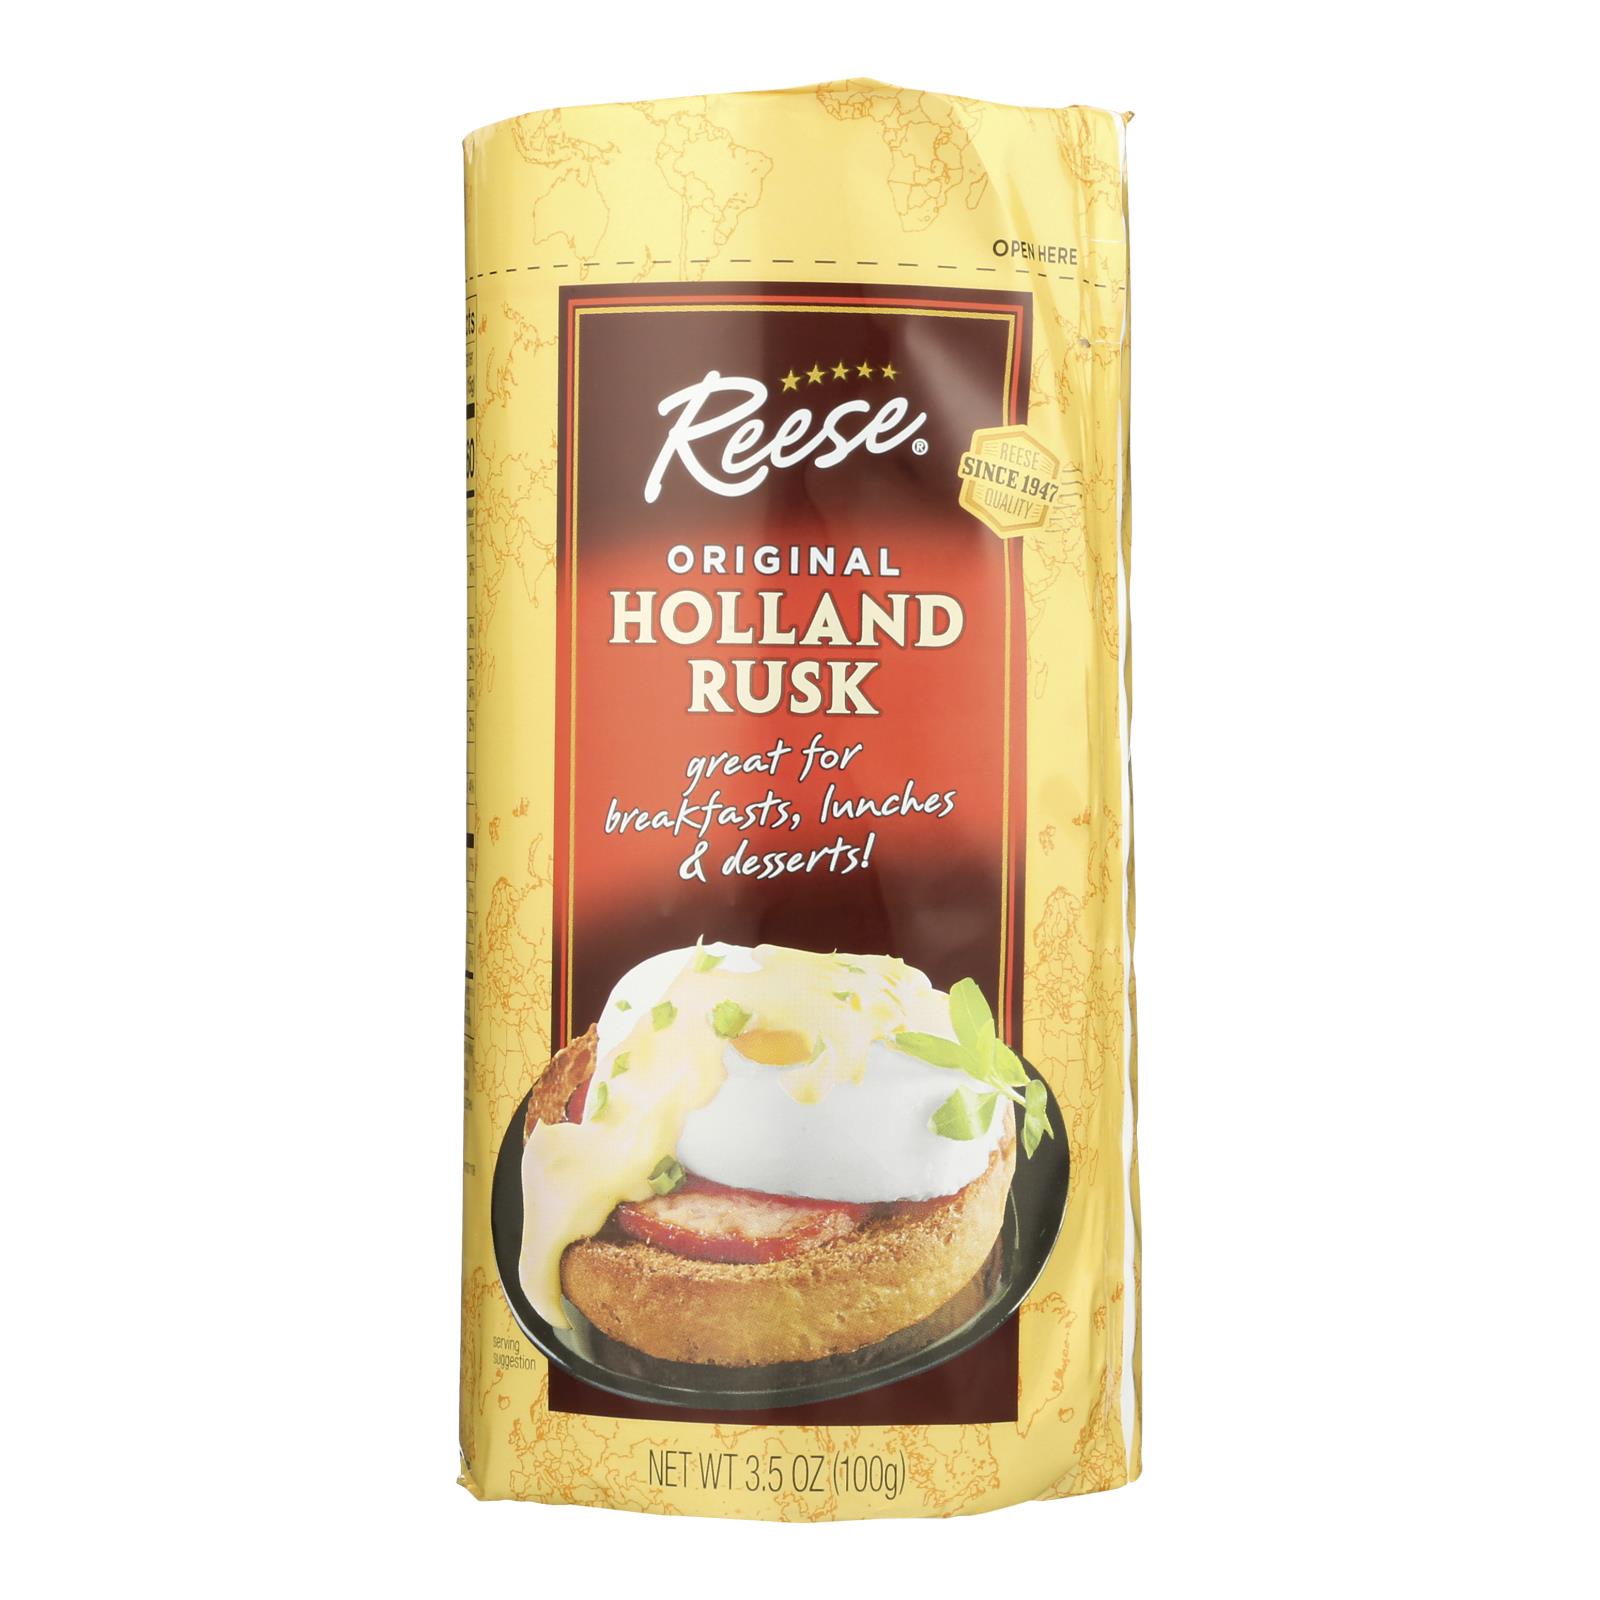 OPEN HERE
Reese®
REESE
SINCE 1947
QUALITY
ORIGINAL
HOLLAND
RUSK
great for
breakfasts, lunches
& desserts!
serving
suggestion
NET WT 3.5 OZ (100g)